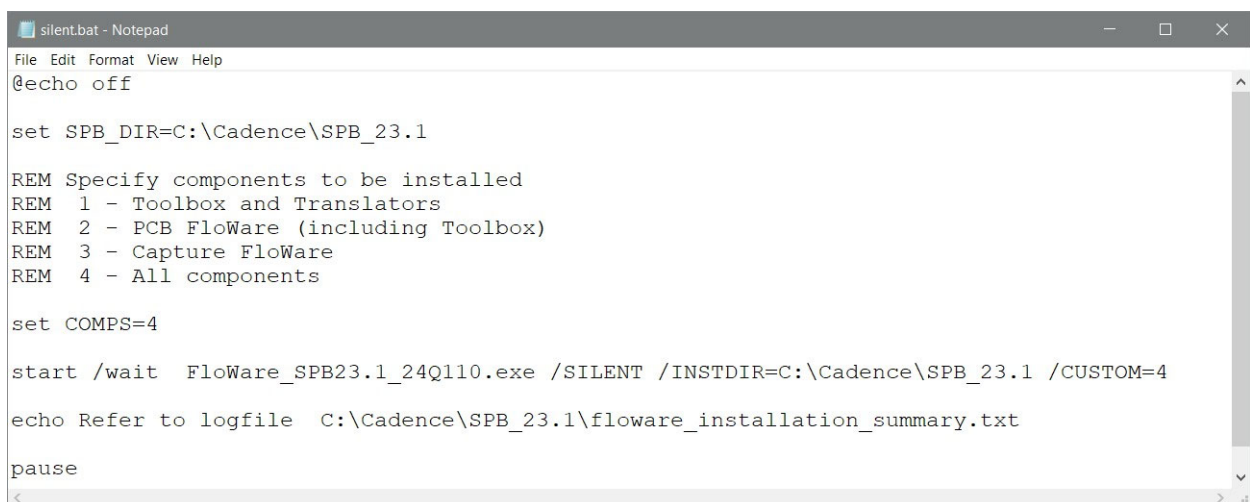 silent.bat - Notepad
File Edit Format View Help
@echo off
set SPB_DIR=C:\Cadence\SPB_23.1
REM Specify components to be installed
REM  1 - Toolbox and Translators
REM  2 - PCB FloWare (including Toolbox)
REM  3 - Capture FloWare
REM  4 - All components
set COMPS=4
start /wait  FloWare_SPB23.1_24Q110.exe /SILENT /INSTDIR=C:\Cadence\SPB_23.1 /CUSTOM=4
echo Refer to logfile  C:\Cadence\SPB_23.1\floware_installation_summary.txt
pause